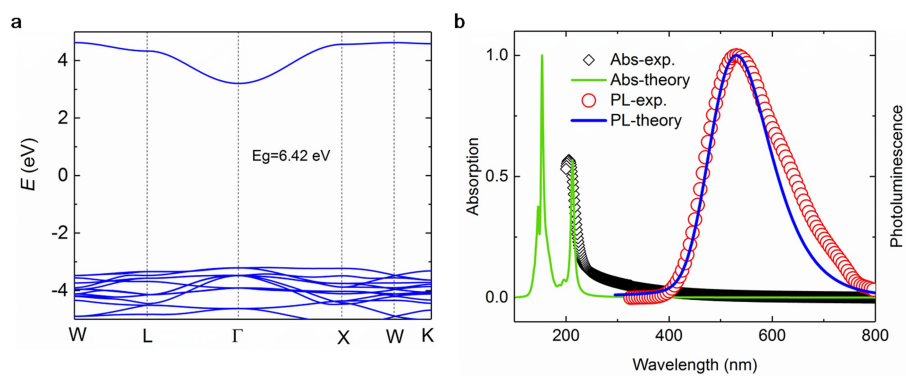 a
E (eV)
4
2
0
-2
-4
Eg=6.42 eV
W
L
Γ
X
W
K
b
Absorption
1.0
0.5
0.0
Abs-exp.
Abs-theory
PL-exp.
PL-theory
Photoluminescence
200
400
600
800
Wavelength (nm)